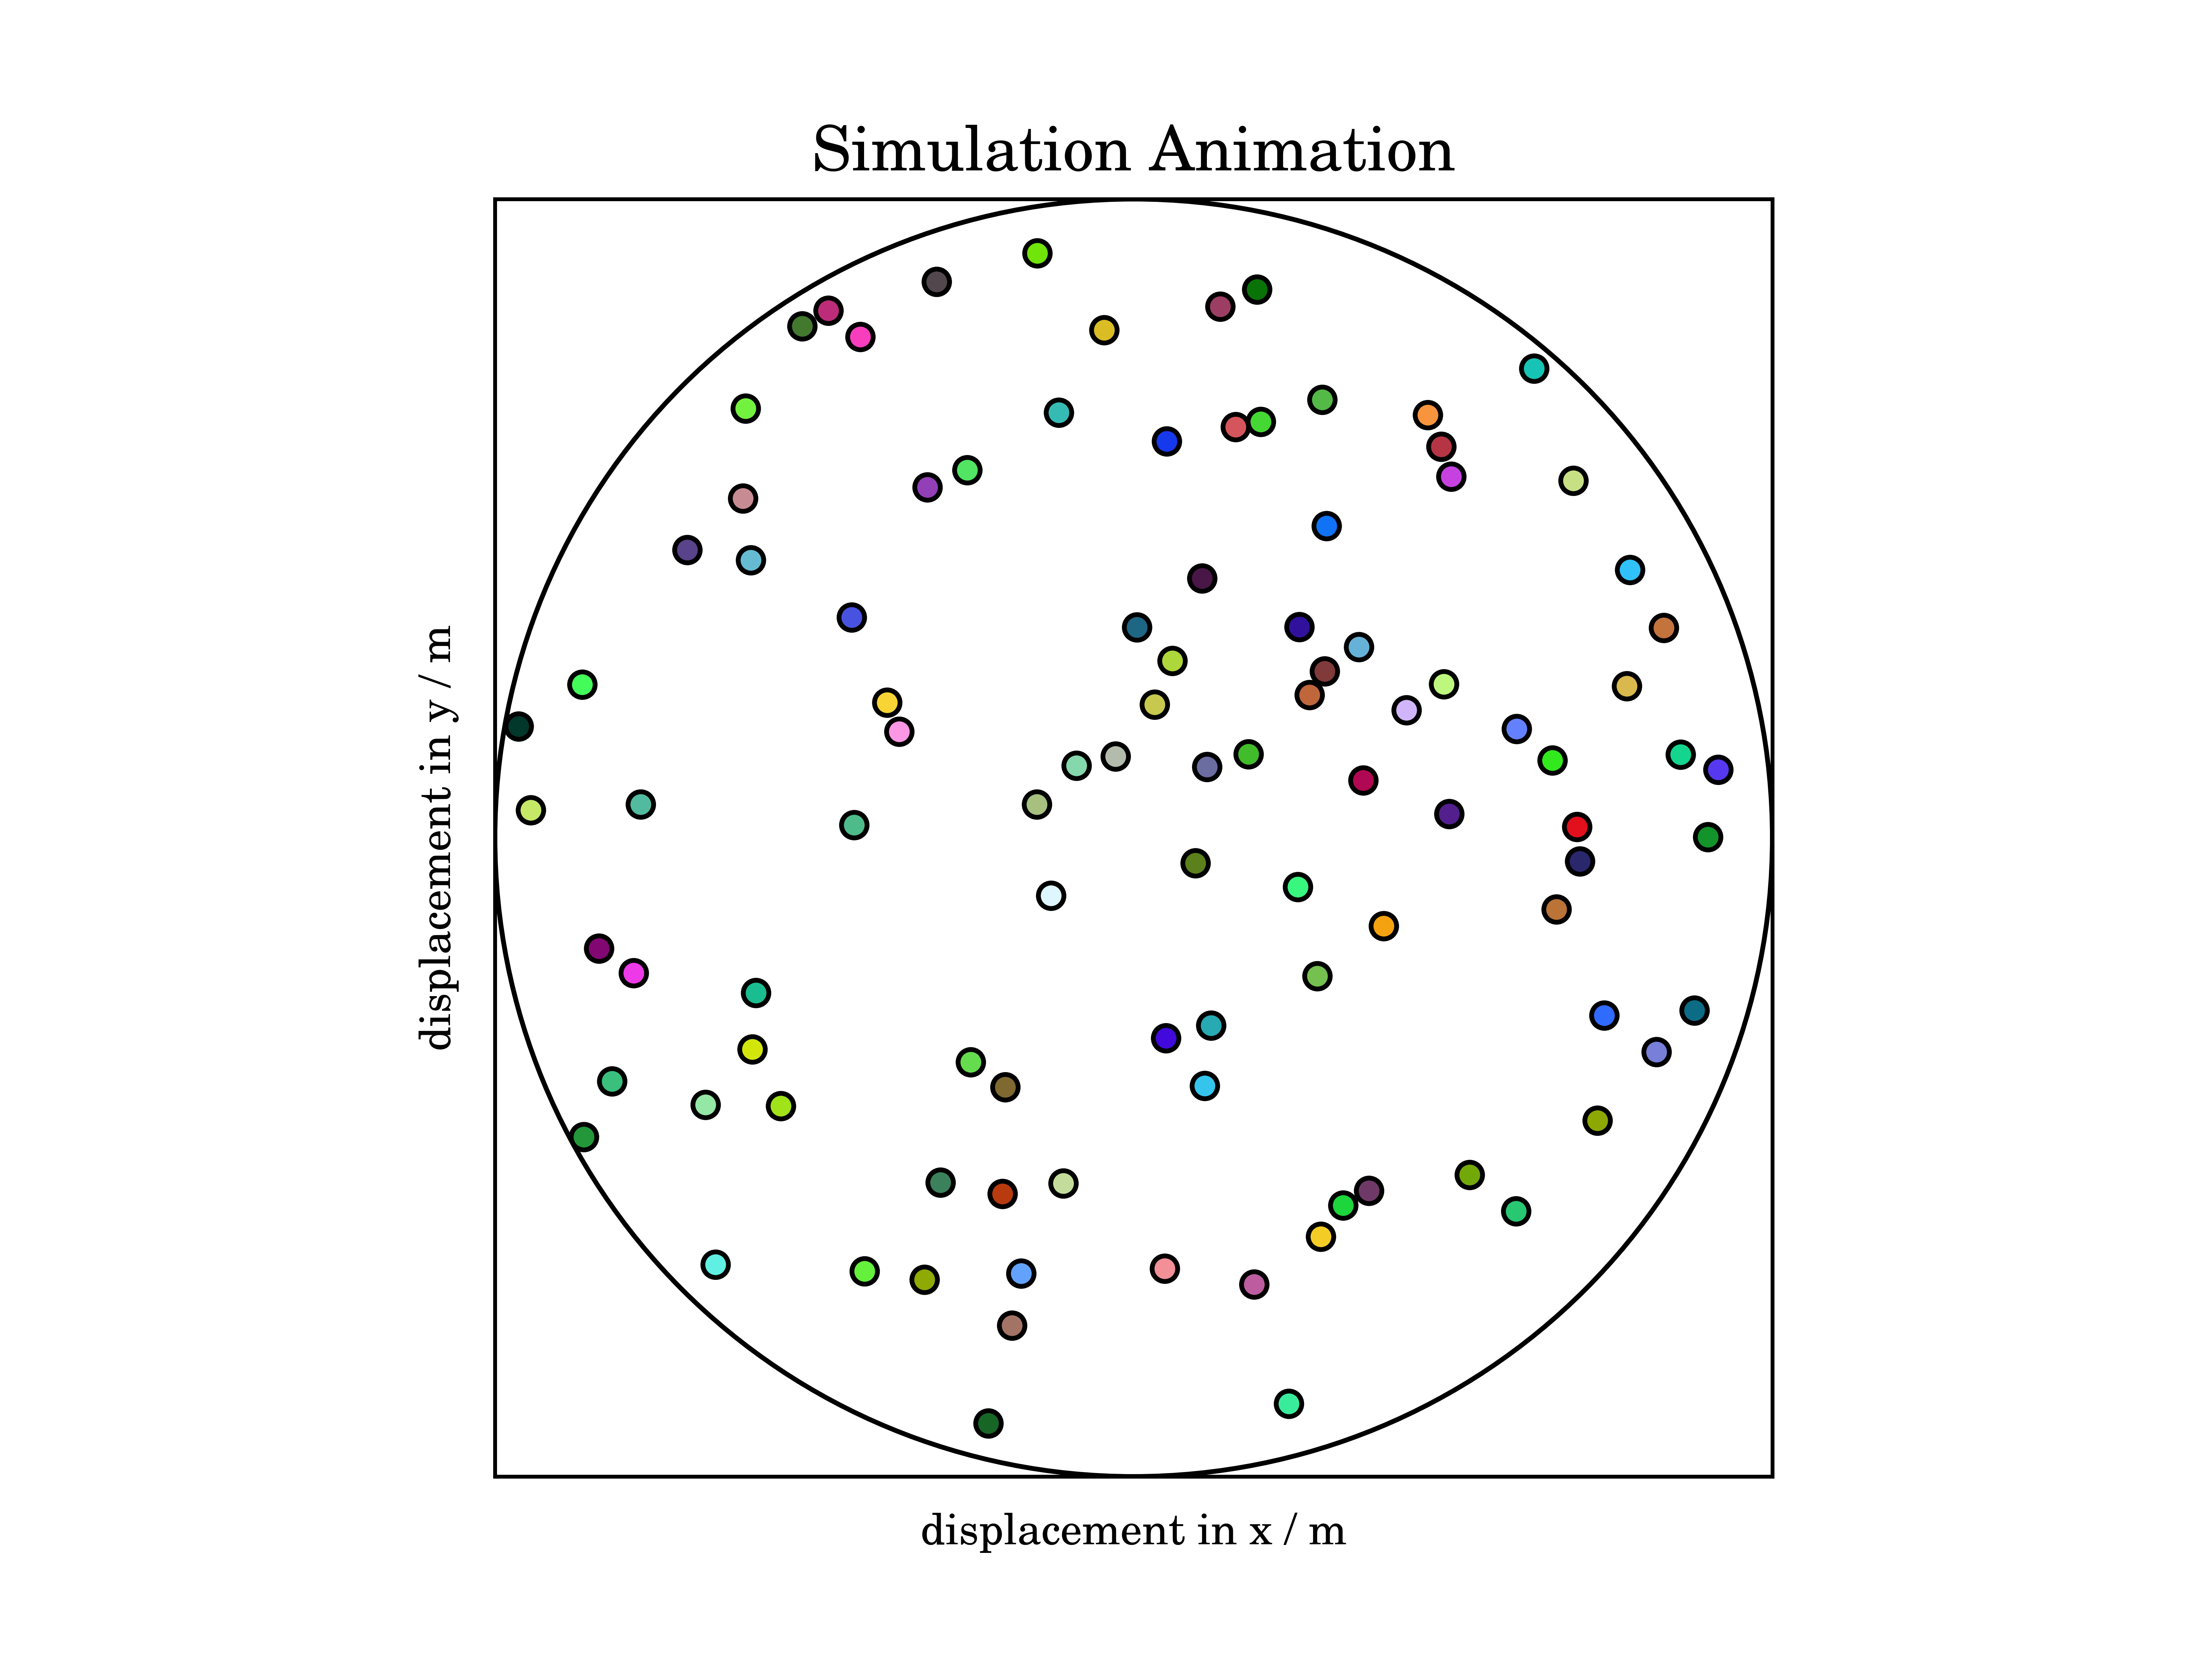 Simulation Animation
displacement in y / m
displacement in x / m